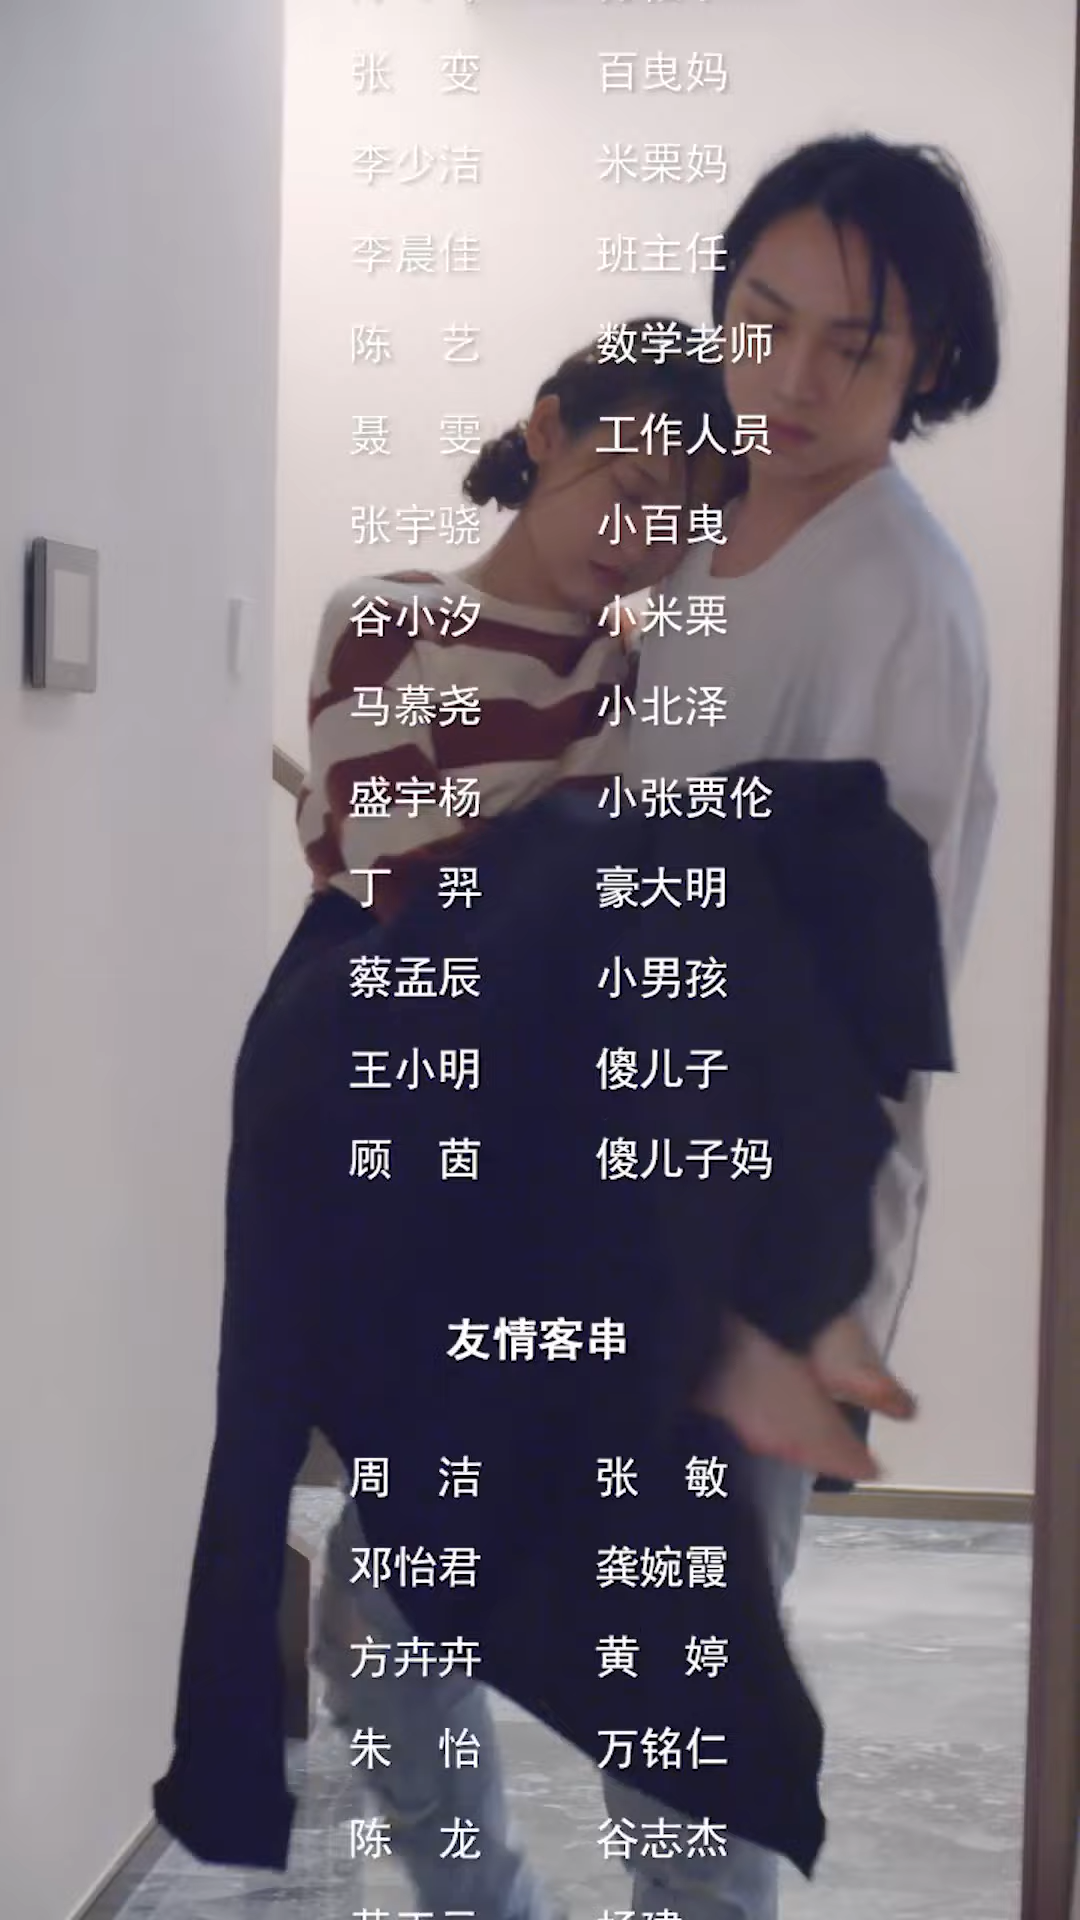 张　变　百曳妈
李少洁　米栗妈
李晨佳　班主任
陈　艺　数学老师
聂　雯　工作人员
张宇骁　小百曳
谷小汐　小米栗
马慕尧　小北泽
盛宇杨　小张贾伦
丁　羿　豪大明
蔡孟辰　小男孩
王小明　傻儿子
顾　茵　傻儿子妈
友情客串
周　洁　张　敏
邓怡君　龚婉霞
方卉卉　黄　婷
朱　怡　万铭仁
陈　龙　谷志杰